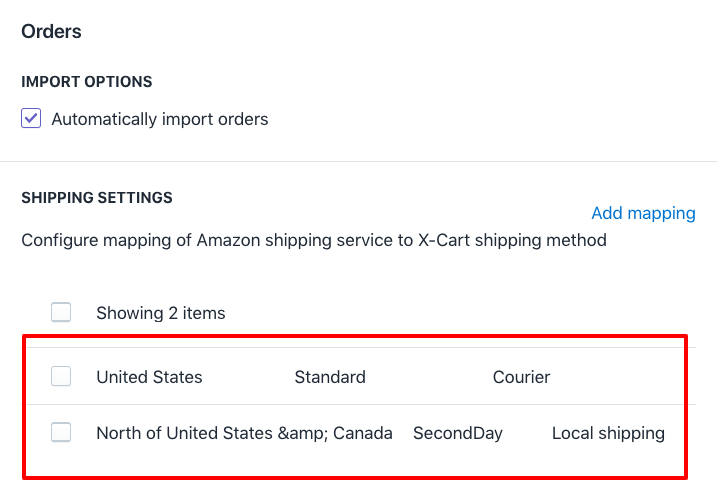 Orders
IMPORT OPTIONS
Automatically import orders
SHIPPING SETTINGS
Add mapping
Configure mapping of Amazon shipping service to X-Cart shipping method
Showing 2 items
United States Standard Courier
North of United States &amp; Canada SecondDay Local shipping